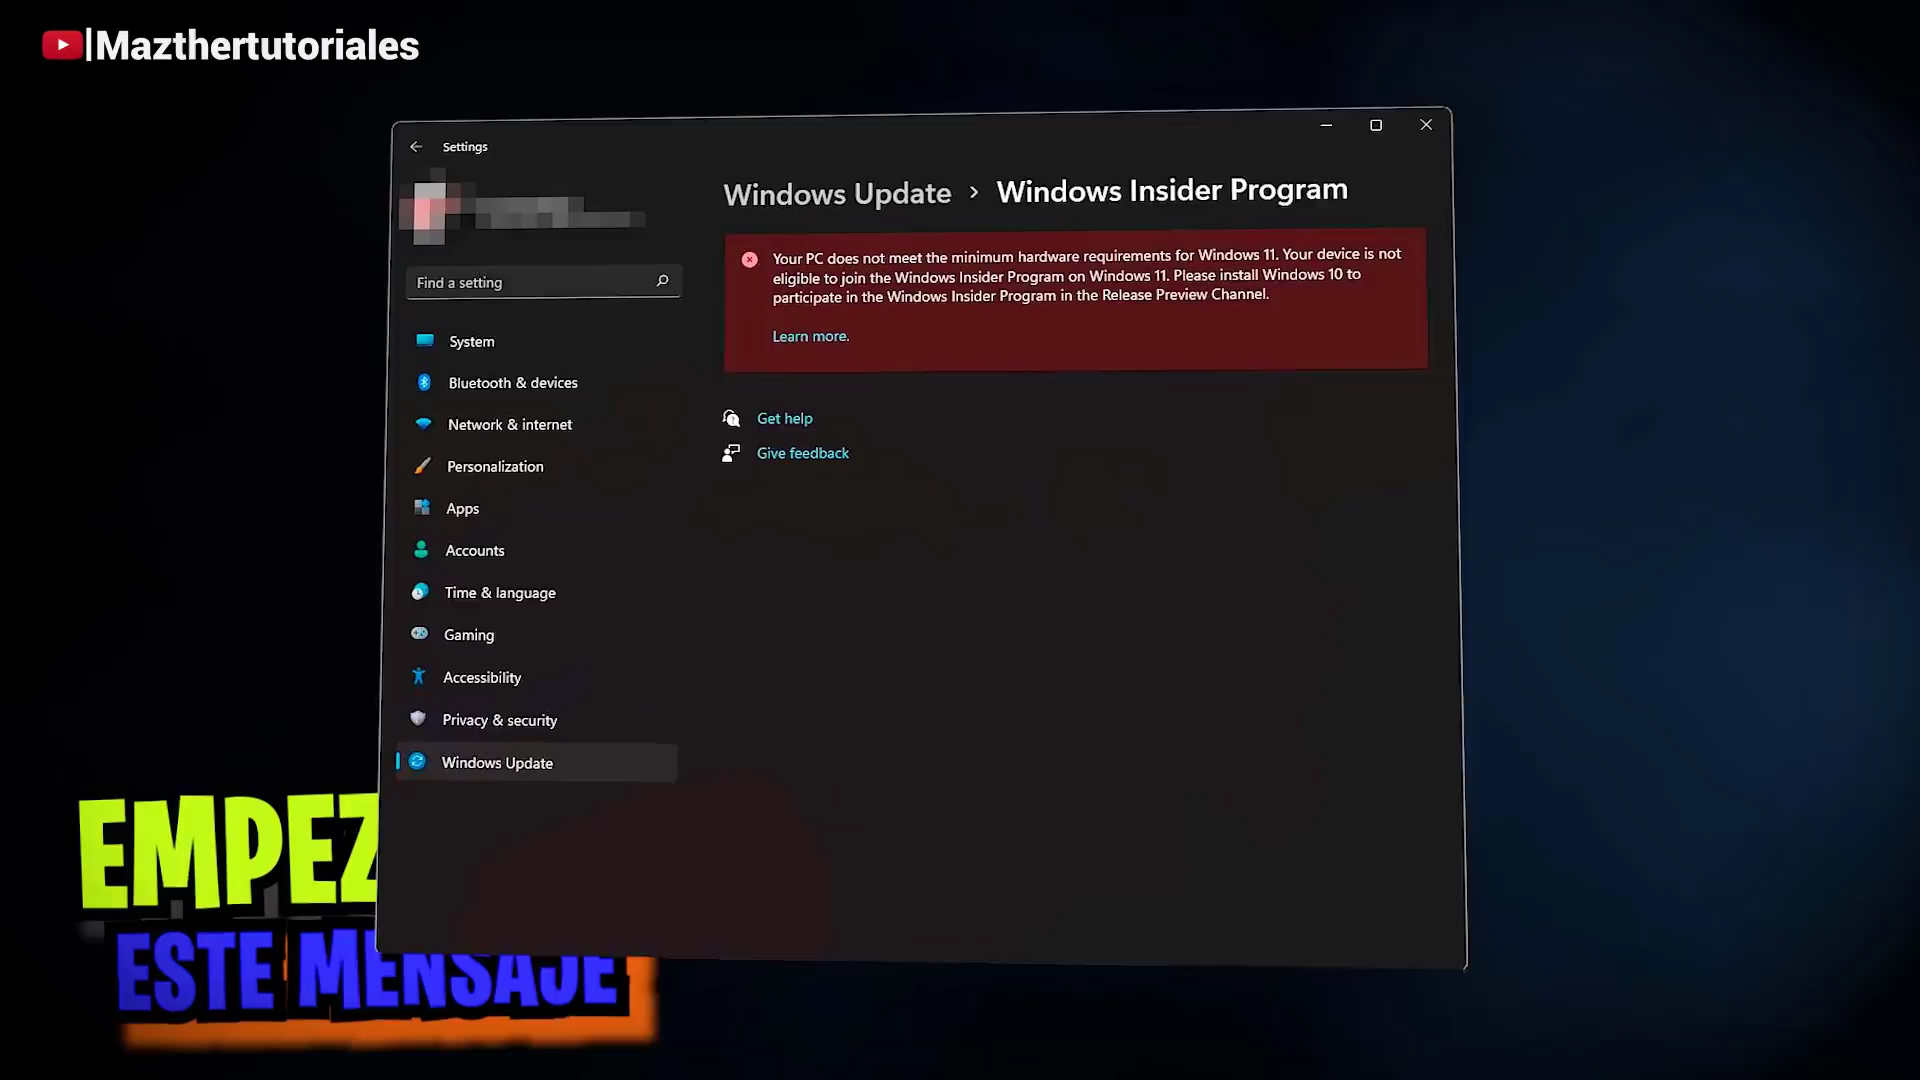 |Mazthertutoriales
Settings
Windows Update > Windows Insider Program
Your PC does not meet the minimum hardware requirements for Windows 11. Your device is not
eligible to join the Windows Insider Program on Windows 11. Please install Windows 10 to
participate in the Windows Insider Program in the Release Preview Channel.
Learn more.
Get help
Give feedback
Find a setting
System
Bluetooth & devices
Network & internet
Personalization
Apps
Accounts
Time & language
Gaming
Accessibility
Privacy & security
Windows Update
EMPEZ
ESTE MENSAJE